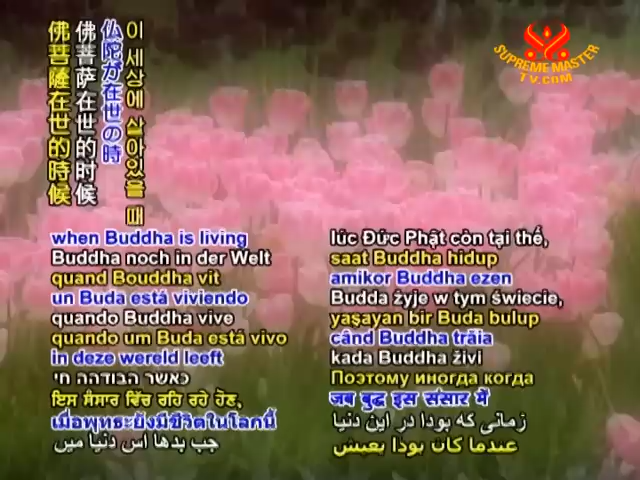 佛菩薩在世的時候
佛菩萨在世的时候
仏陀が在世の時
이 세상에 살아있을 때
SUPREME MASTER
TV.COM
when Buddha is living
Buddha noch in der Welt
quand Bouddha vit
un Buda está viviendo
quando Buddha vive
quando um Buda está vivo
in deze wereld leeft
כאשר הבודהה חי
ਇਸ ਸੰਸਾਰ ਵਿੱਚ ਰਹਿ ਰਹੇ ਹੋਣ,
เมื่อพุทธะยังมีชีวิตในโลกนี้
جب بدھا اس دنیا میں
lúc Đức Phật còn tại thế,
saat Buddha hidup
amikor Buddha ezen
Budda żyje w tym świecie,
yaşayan bir Buda bulup
când Buddha trăia
kada Buddha živi
Поэтому иногда когда
जब बुद्ध इस संसार में
زمانی که بودا در این دنیا
عندما كان بوذا يعيش